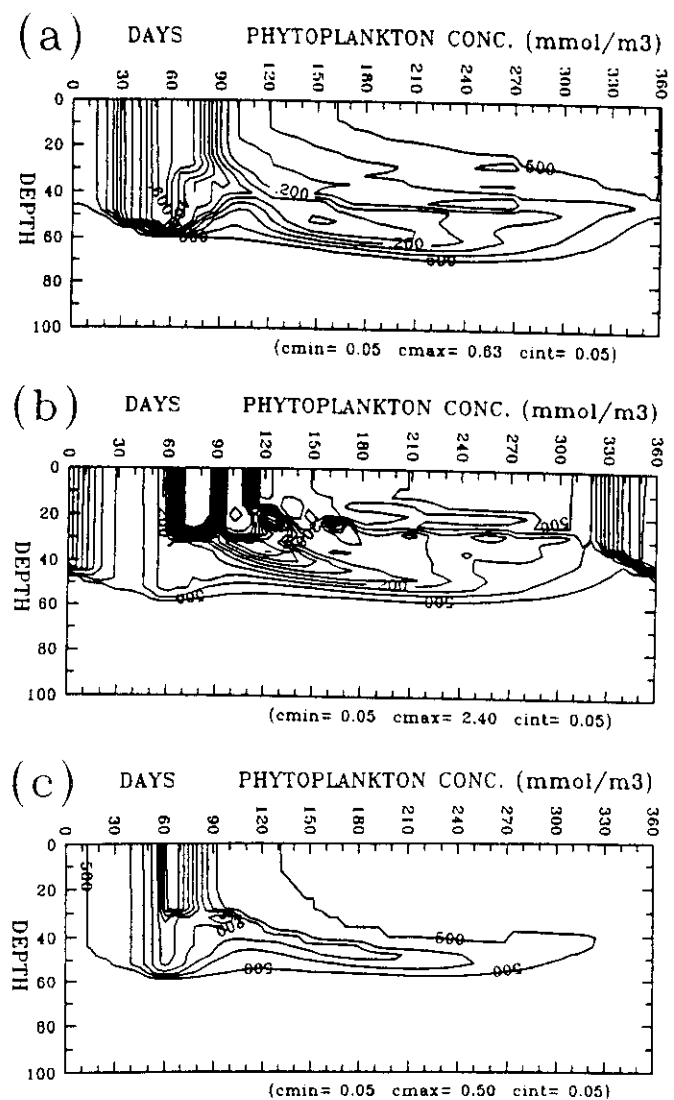 (a) DAYS PHYTOPLANKTON CONC. (mmol/m3)
0 30 60 90 120 150 180 210 240 270 300 330 360
0
20
40
60
80
100
DEPTH
.600
.200
.200
.600
.500
(cmin= 0.05 cmax= 0.63 cint= 0.05)
(b) DAYS PHYTOPLANKTON CONC. (mmol/m3)
0 30 60 90 120 150 180 210 240 270 300 330 360
0
20
40
60
80
100
DEPTH
.500
.200
.500
.500
(cmin= 0.05 cmax= 2.40 cint= 0.05)
(c) DAYS PHYTOPLANKTON CONC. (mmol/m3)
0 30 60 90 120 150 180 210 240 270 300 330 360
0
20
40
60
80
100
DEPTH
.500
.500
.500
.500
(cmin= 0.05 cmax= 0.50 cint= 0.05)